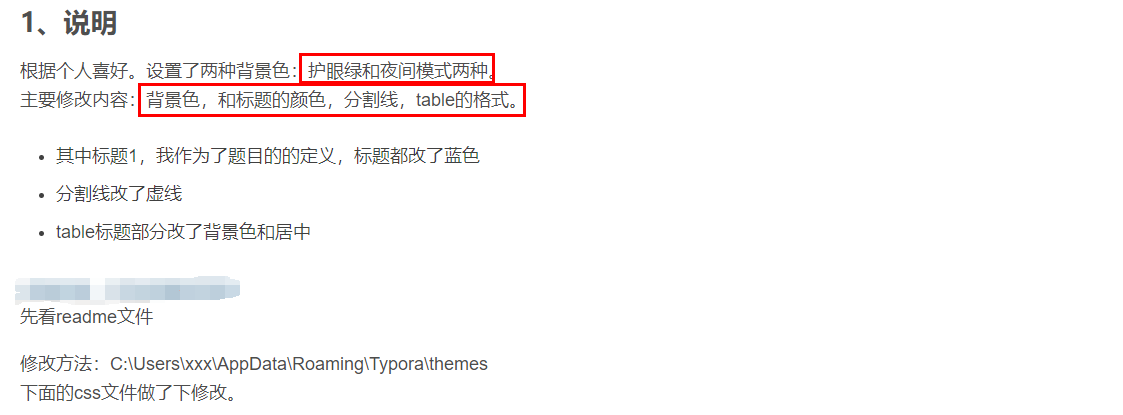 1、说明
根据个人喜好。设置了两种背景色：护眼绿和夜间模式两种。
主要修改内容：背景色，和标题的颜色，分割线，table的格式。
其中标题1，我作为了题目的的定义，标题都改了蓝色
分割线改了虚线
table标题部分改了背景色和居中
先看readme文件
修改方法：C:\Users\xxx\AppData\Roaming\Typora\themes
下面的css文件做了下修改。